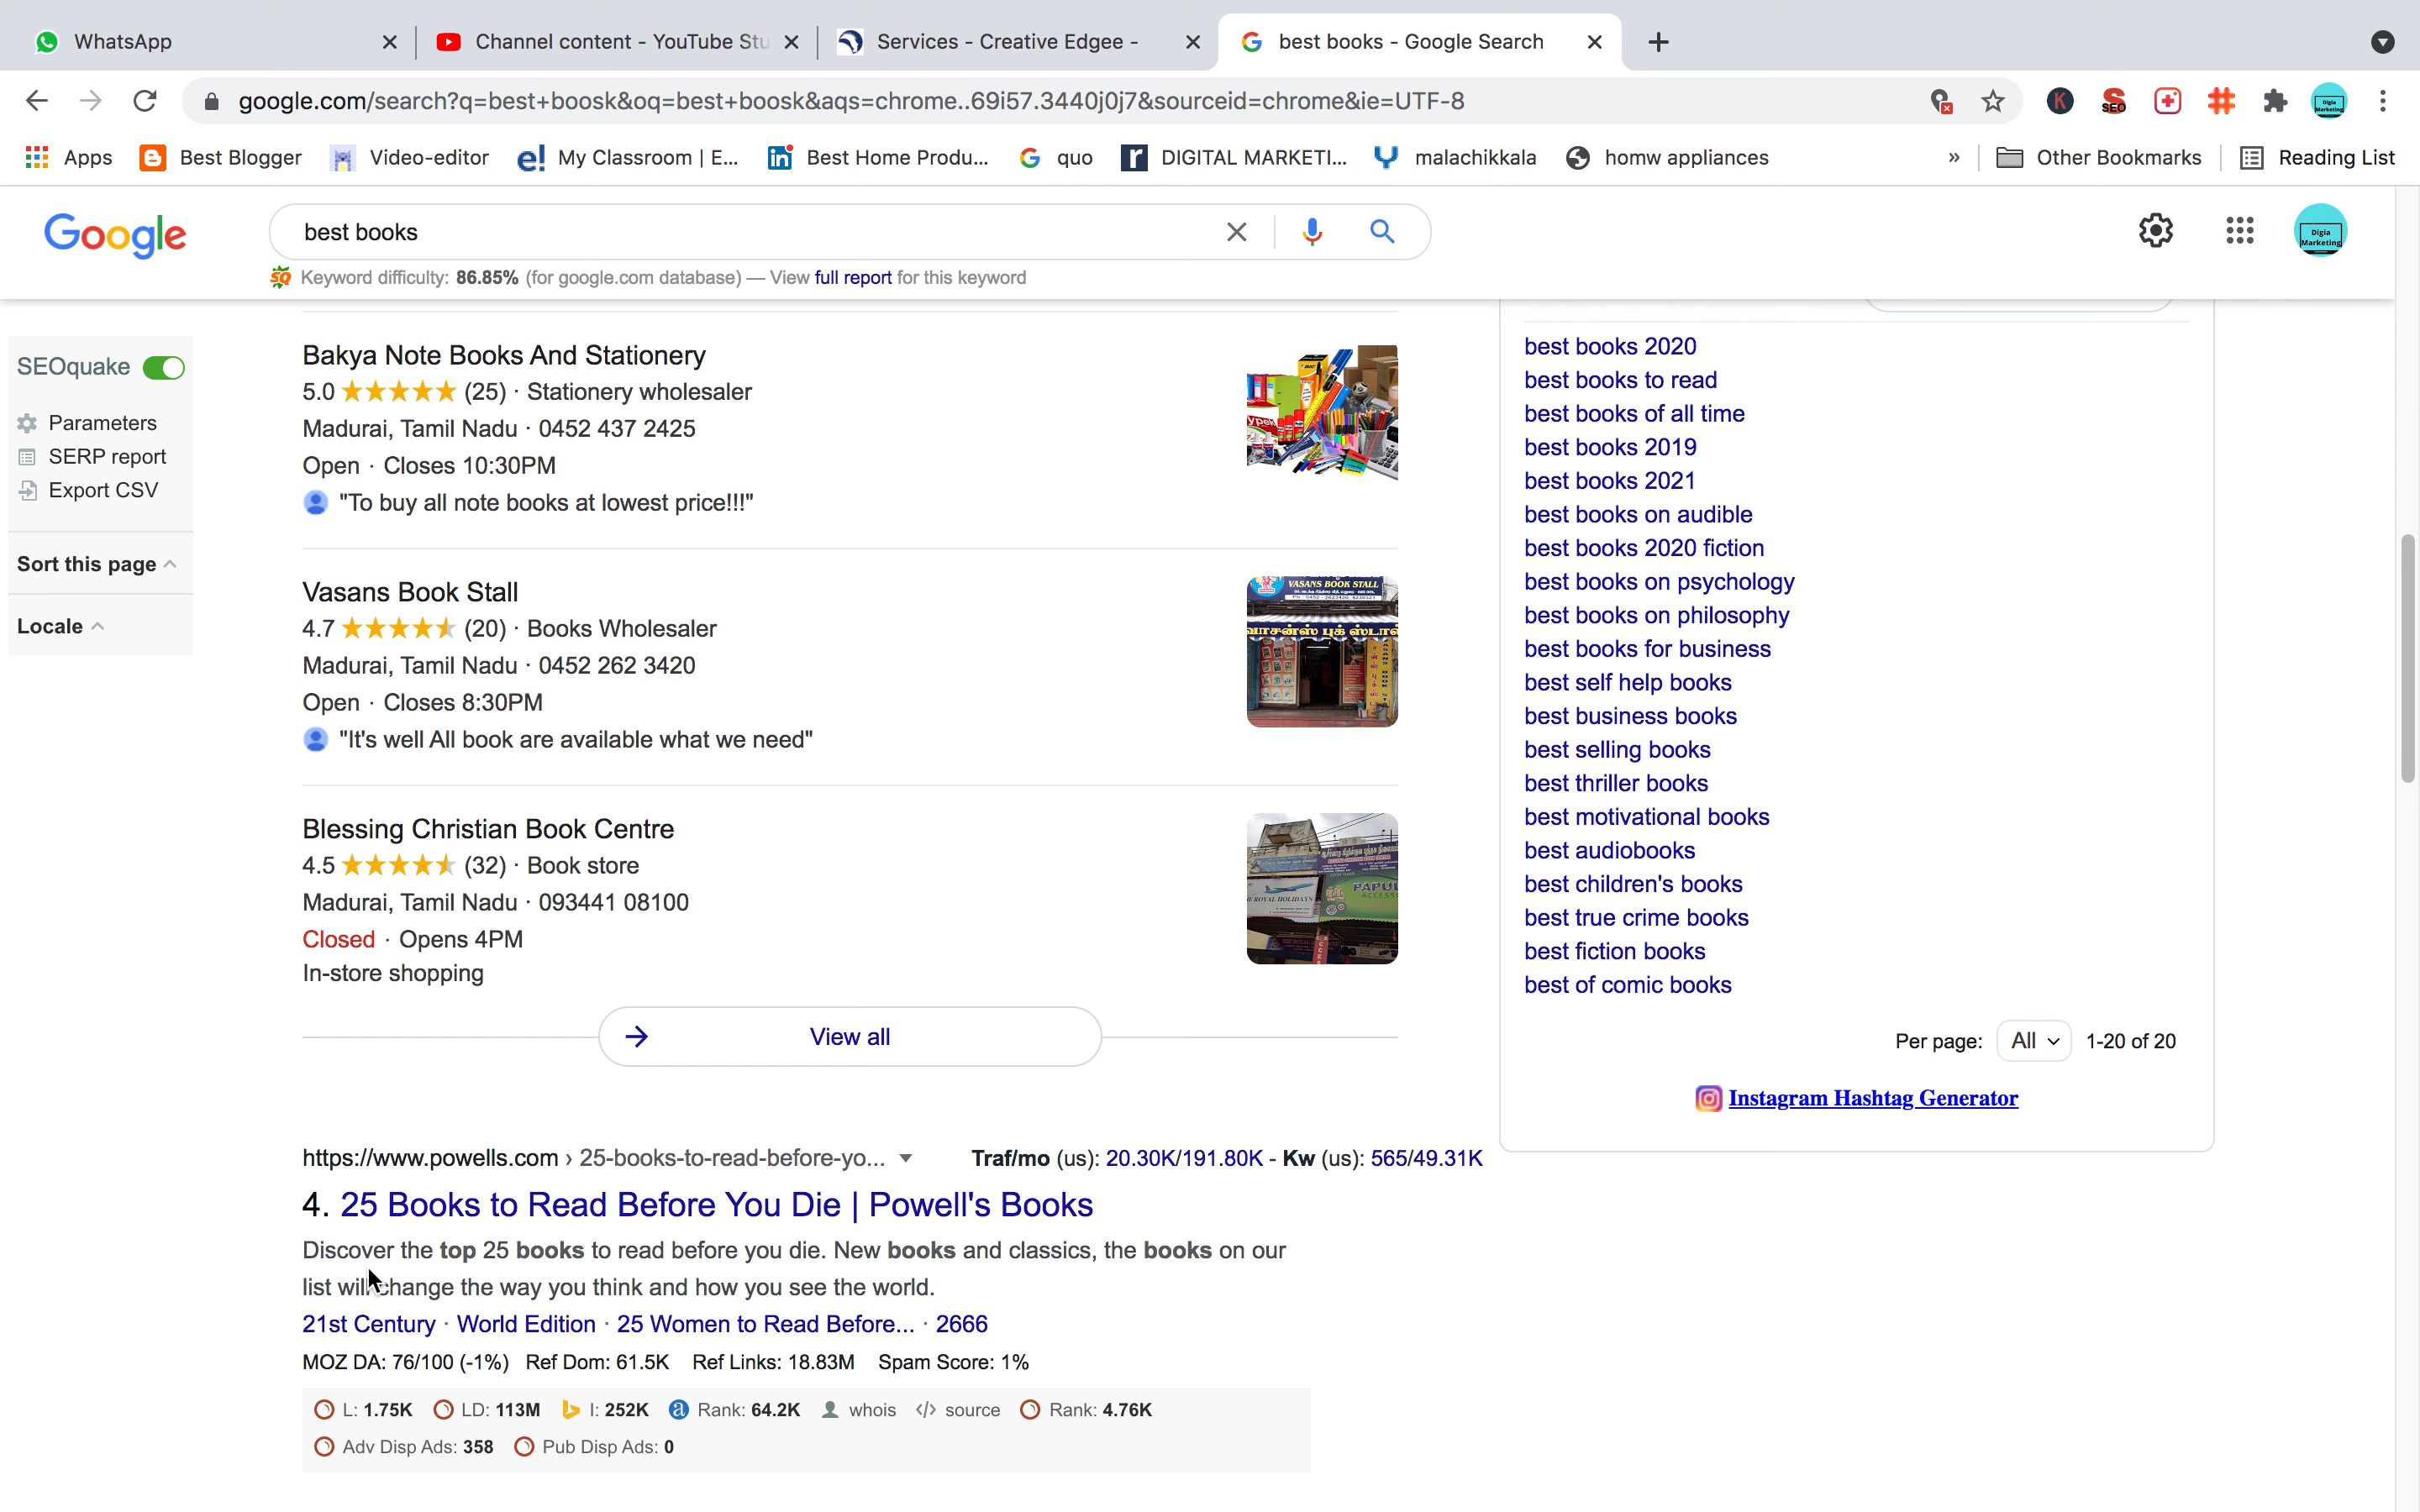 WhatsApp
Channel content - YouTube Stu
Services - Creative Edgee -
best books - Google Search
google.com/search?q=best+boosk&oq=best+boosk&aqs=chrome..69i57.3440j0j7&sourceid=chrome&ie=UTF-8
Apps
Best Blogger
Video-editor
My Classroom | E...
Best Home Produ...
quo
DIGITAL MARKETI...
malachikkala
homw appliances
»
Other Bookmarks
Reading List
Google
best books
Digia
Marketing
Keyword difficulty: 86.85% (for google.com database) — View full report for this keyword
SEOquake
Parameters
SERP report
Export CSV
Sort this page
Locale
Bakya Note Books And Stationery
5.0 ★★★★★ (25) · Stationery wholesaler
Madurai, Tamil Nadu · 0452 437 2425
Open · Closes 10:30PM
"To buy all note books at lowest price!!!"
Vasans Book Stall
4.7 (20) · Books Wholesaler
Madurai, Tamil Nadu · 0452 262 3420
Open · Closes 8:30PM
"It's well All book are available what we need"
VASANS BOOK STALL
Blessing Christian Book Centre
4.5 (32) · Book store
Madurai, Tamil Nadu · 093441 08100
Closed · Opens 4PM
In-store shopping
ROYAL HOLIDAYS
View all
best books 2020
best books to read
best books of all time
best books 2019
best books 2021
best books on audible
best books 2020 fiction
best books on psychology
best books on philosophy
best books for business
best self help books
best business books
best selling books
best thriller books
best motivational books
best audiobooks
best children's books
best true crime books
best fiction books
best of comic books
Per page: All 1-20 of 20
Instagram Hashtag Generator
https://www.powells.com › 25-books-to-read-before-yo...
Traf/mo (us): 20.30K/191.80K - Kw (us): 565/49.31K
4. 25 Books to Read Before You Die | Powell's Books
Discover the top 25 books to read before you die. New books and classics, the books on our
list will change the way you think and how you see the world.
21st Century · World Edition · 25 Women to Read Before... · 2666
MOZ DA: 76/100 (-1%) Ref Dom: 61.5K Ref Links: 18.83M Spam Score: 1%
L: 1.75K LD: 113M I: 252K Rank: 64.2K whois </> source Rank: 4.76K
Adv Disp Ads: 358 Pub Disp Ads: 0